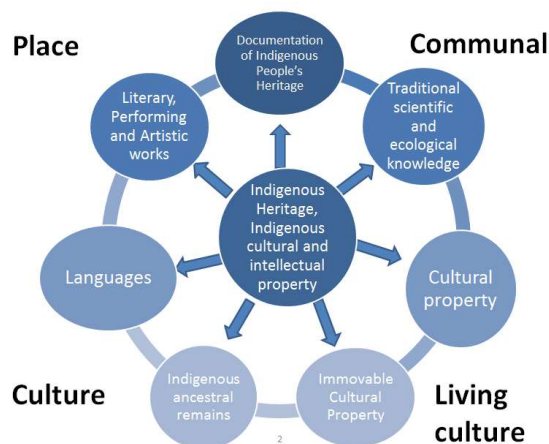 Place
Communal
Documentation
of Indigenous
People's
Heritage
Literary,
Performing
and Artistic
works
Traditional
scientific
and
ecological
knowledge
Indigenous
Heritage,
Indigenous
cultural and
intellectual
property
Languages
Cultural
property
Indigenous
ancestral
remains
Immovable
Cultural
Property
Culture
Living
culture
2